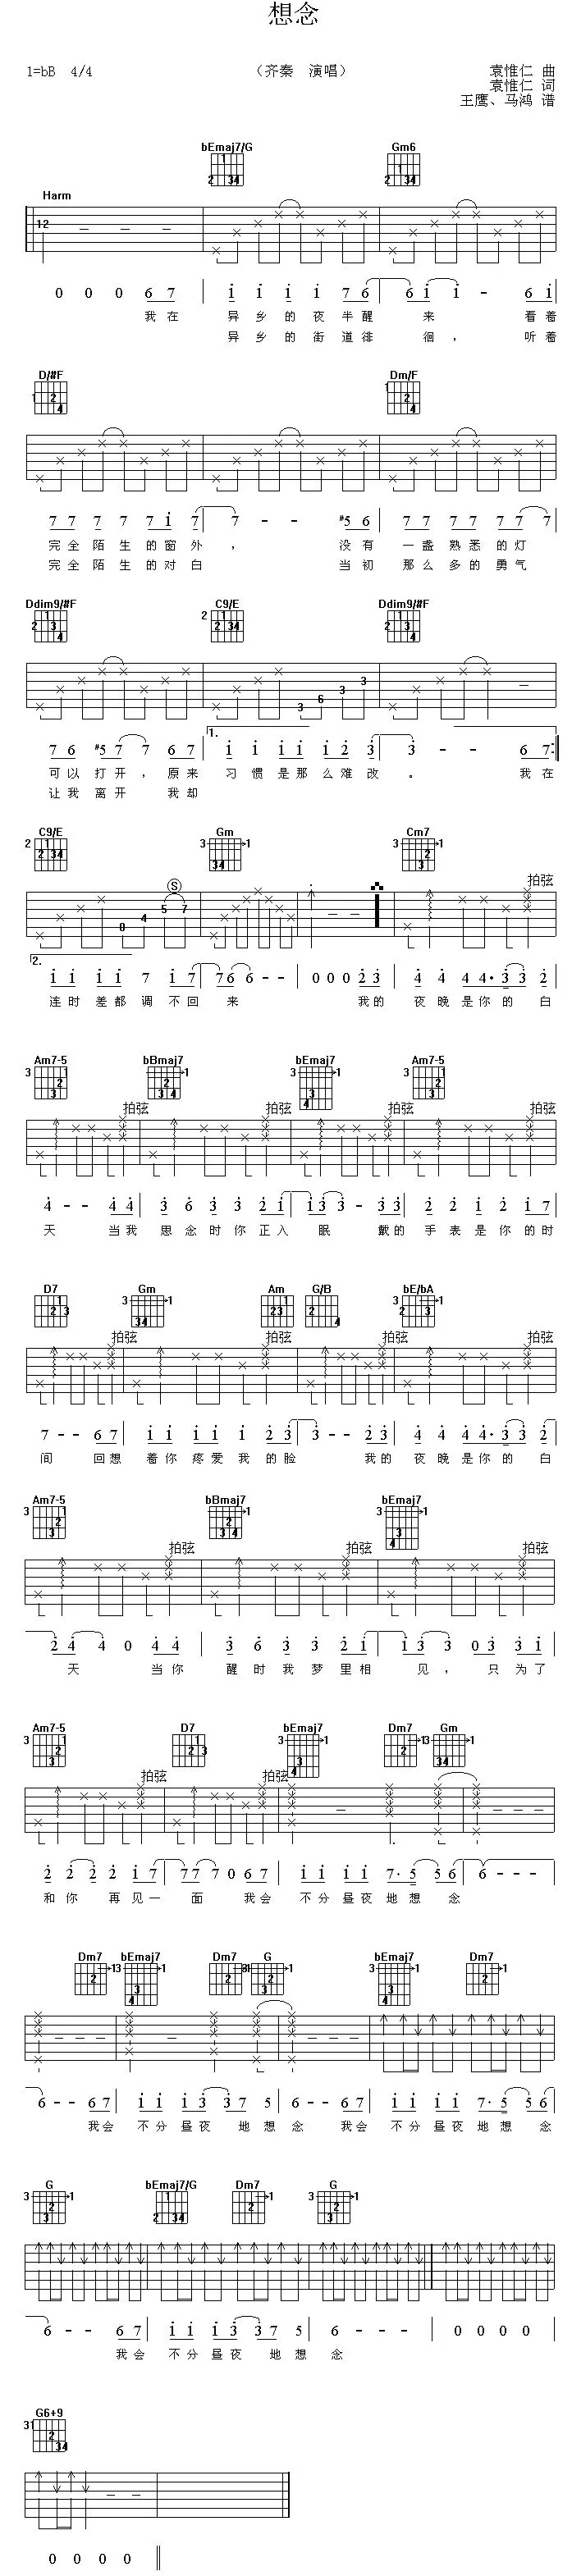 想念
1=bB 4/4 （齐秦 演唱） 袁惟仁 曲
袁惟仁 词
王鹰、马鸿 谱
bEmaj7/G Gm6
Harm
12
0 0 0 6 7 1 1 1 1 7 6 6 1 1 - 6 1
我 在 异 乡 的 夜 半 醒 来 看 着
异 乡 的 街 道 徘 徊 ， 听 着
D/#F Dm/F
7 7 7 7 7 1 7 7 - - #5 6 7 7 7 7 7 7 7
完 全 陌 生 的 窗 外 ， 没 有 一 盏 熟 悉 的 灯
完 全 陌 生 的 对 白 当 初 那 么 多 的 勇 气
Ddim9/#F C9/E Ddim9/#F
3 6 3 3
1.
7 6 #5 7 7 6 7 1 1 1 1 1 2 3 3 - - 6 7
可 以 打 开 ， 原 来 习 惯 是 那 么 难 改 。 我 在
让 我 离 开 我 却
C9/E Gm Cm7
拍弦
S
0 4 5 7
2.
1 1 1 1 7 1 7 7 6 6 - - 0 0 0 2 3 4 4 4 4· 3 3 2
连 时 差 都 调 不 回 来 我 的 夜 晚 是 你 的 白
Am7-5 bBmaj7 bEmaj7 Am7-5
拍弦 拍弦 拍弦 拍弦
4 - - 4 4 3 6 3 3 2 1 1 3 3 - 3 3 2 2 1 2 1 7
天 当 我 思 念 时 你 正 入 眠 戴 的 手 表 是 你 的 时
D7 Gm Am G/B bE/bA
拍弦 拍弦 拍弦 拍弦
7 - - 6 7 1 1 1 1 1 2 3 3 - - 2 3 4 4 4 4· 3 3 2
间 回 想 着 你 疼 爱 我 的 脸 我 的 夜 晚 是 你 的 白
Am7-5 bBmaj7 bEmaj7
拍弦 拍弦 拍弦
2 4 4 0 4 4 3 6 3 3 2 1 1 3 3 0 3 3 1
天 当 你 醒 时 我 梦 里 相 见 ， 只 为 了
Am7-5 D7 bEmaj7 Dm7 Gm
拍弦 拍弦
2 2 2 2 1 7 7 7 7 0 6 7 1 1 1 1 7· 5 5 6 6 - - -
和 你 再 见 一 面 我 会 不 分 昼 夜 地 想 念
Dm7 bEmaj7 Dm7 G bEmaj7 Dm7
6 - - 6 7 1 1 1 3 3 7 5 6 - - 6 7 1 1 1 1 7· 5 5 6
我 会 不 分 昼 夜 地 想 念 我 会 不 分 昼 夜 地 想 念
G bEmaj7/G Dm7 G
6 - - 6 7 1 1 1 3 3 7 5 6 - - - 0 0 0 0
我 会 不 分 昼 夜 地 想 念
G6+9
0 0 0 0